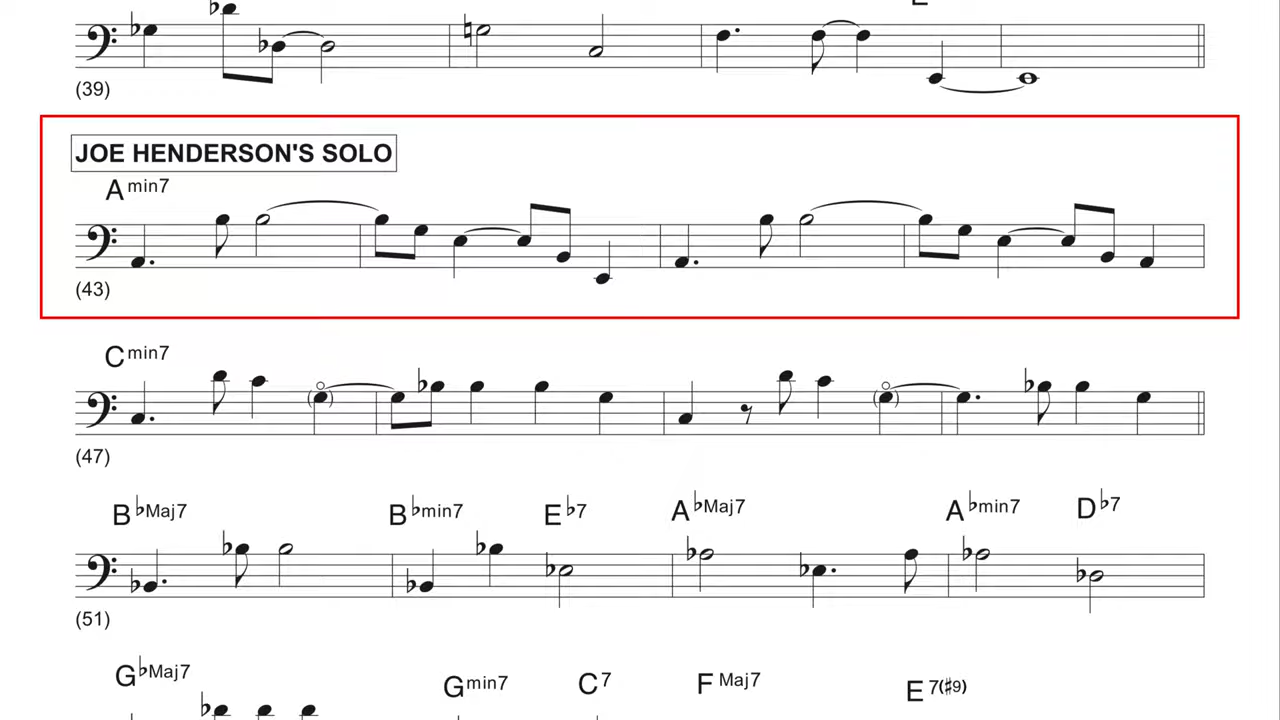 (39)
JOE HENDERSON'S SOLO
Amin7
(43)
Cmin7
(47)
B♭Maj7 B♭min7 E♭7 A♭Maj7 A♭min7 D♭7
(51)
G♭Maj7 Gmin7 C7 F Maj7 E7(♯9)